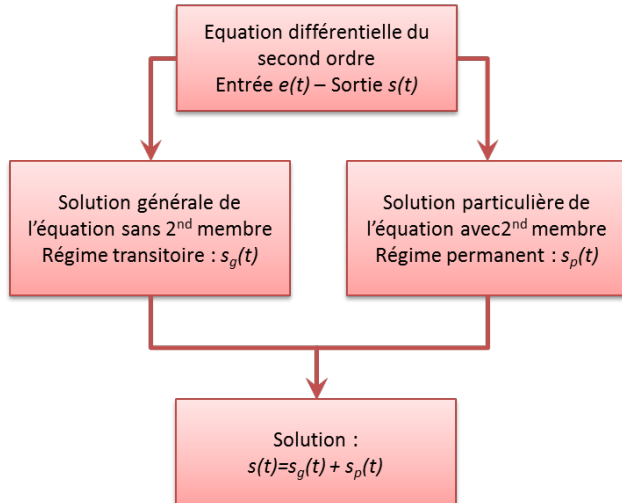 Equation différentielle du
second ordre
Entrée e(t) – Sortie s(t)
Solution générale de
l'équation sans 2nd membre
Régime transitoire : sg(t)
Solution particulière de
l'équation avec2nd membre
Régime permanent : sp(t)
Solution :
s(t)=sg(t) + sp(t)